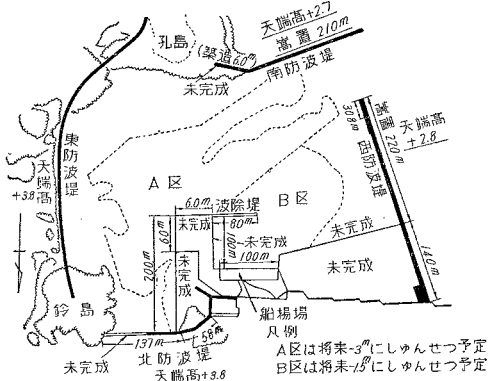 天端高+2.7
嵩置 210m
孔島
(築造6.0m)
未完成
南防波堤
東防波堤
天端高
+3.8
A区
B区
308m
嵩置 220m
西防波堤
天端高
+2.8
140m
6.0m
波除堤
未完成
80m
100m
未完成
100m
未完成
未完成
6.0m
200m
未完成
船場場
凡例
鈴島
未完成
137m
58m
北防波堤
天端高+3.8
A区は将来-3mにしゅんせつ予定
B区は将来-1.5mにしゅんせつ予定